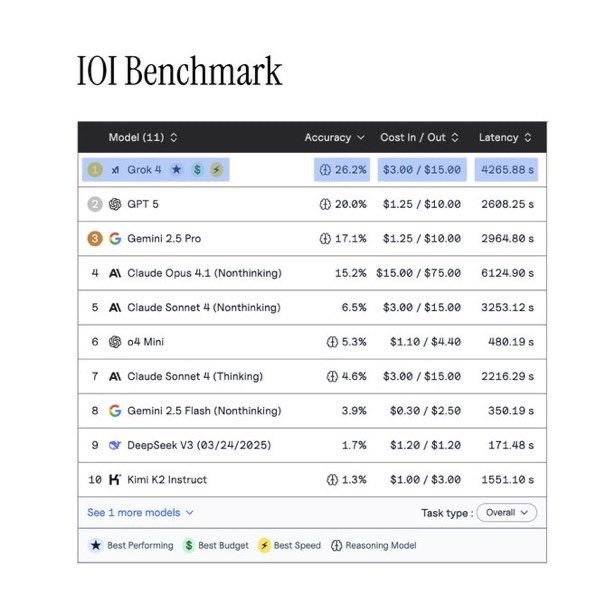 IOI Benchmark
Model (11) Accuracy Cost In / Out Latency
1 Grok 4 $ 26.2% $3.00 / $15.00 4265.88 s
2 GPT 5 20.0% $1.25 / $10.00 2608.25 s
3 Gemini 2.5 Pro 17.1% $1.25 / $10.00 2964.80 s
4 Claude Opus 4.1 (Nonthinking) 15.2% $15.00 / $75.00 6124.90 s
5 Claude Sonnet 4 (Nonthinking) 6.5% $3.00 / $15.00 3253.12 s
6 o4 Mini 5.3% $1.10 / $4.40 480.19 s
7 Claude Sonnet 4 (Thinking) 4.6% $3.00 / $15.00 2216.29 s
8 Gemini 2.5 Flash (Nonthinking) 3.9% $0.30 / $2.50 350.19 s
9 DeepSeek V3 (03/24/2025) 1.7% $1.20 / $1.20 171.48 s
10 Kimi K2 Instruct 1.3% $1.00 / $3.00 1551.10 s
See 1 more models Task type : Overall
Best Performing $ Best Budget Best Speed Reasoning Model